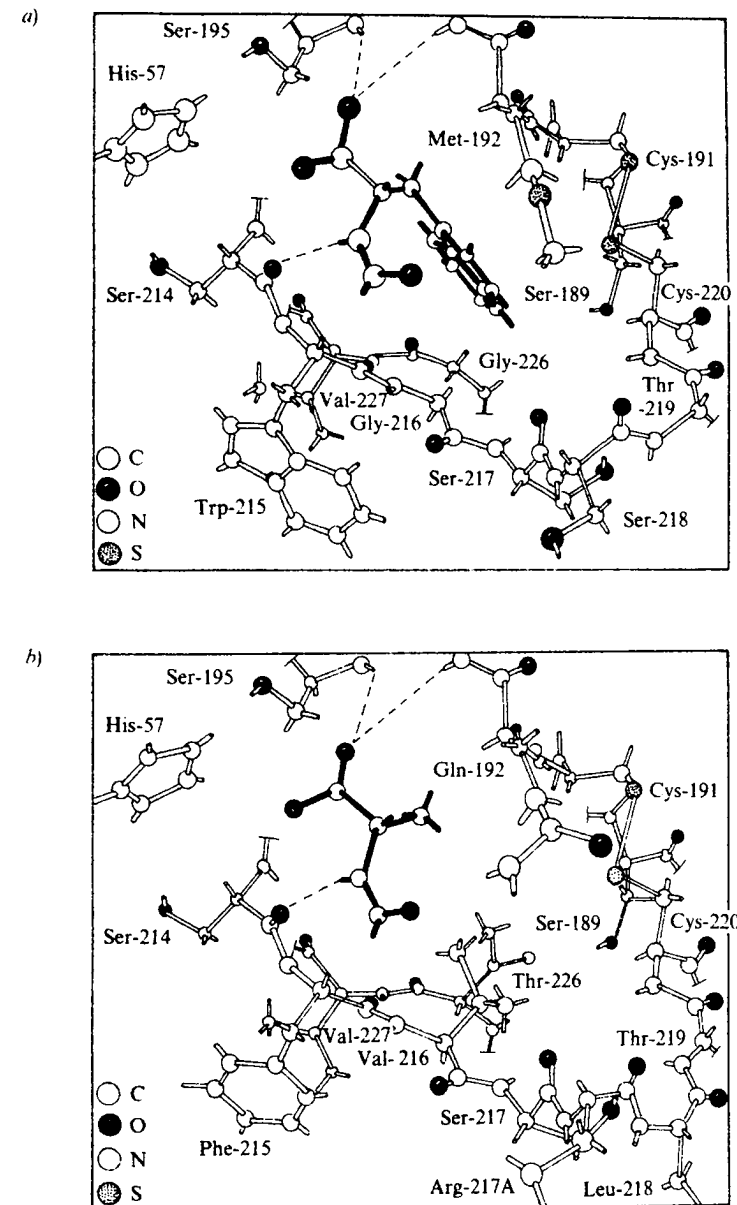 a)
Ser-195
His-57
Met-192
Cys-191
Ser-214
Ser-189
Cys-220
Gly-226
Val-227
Gly-216
Thr
-219
Ser-217
Trp-215
Ser-218
C
O
N
S
b)
Ser-195
His-57
Gln-192
Cys-191
Ser-214
Ser-189
Cys-220
Thr-226
Val-227
Val-216
Thr-219
Ser-217
Phe-215
Arg-217A
Leu-218
C
O
N
S